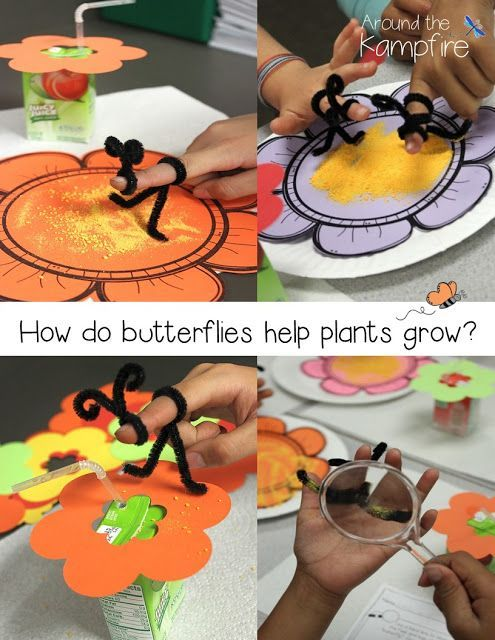 Around the
Kampfire
Juicy
Juice
How do butterflies help plants grow?